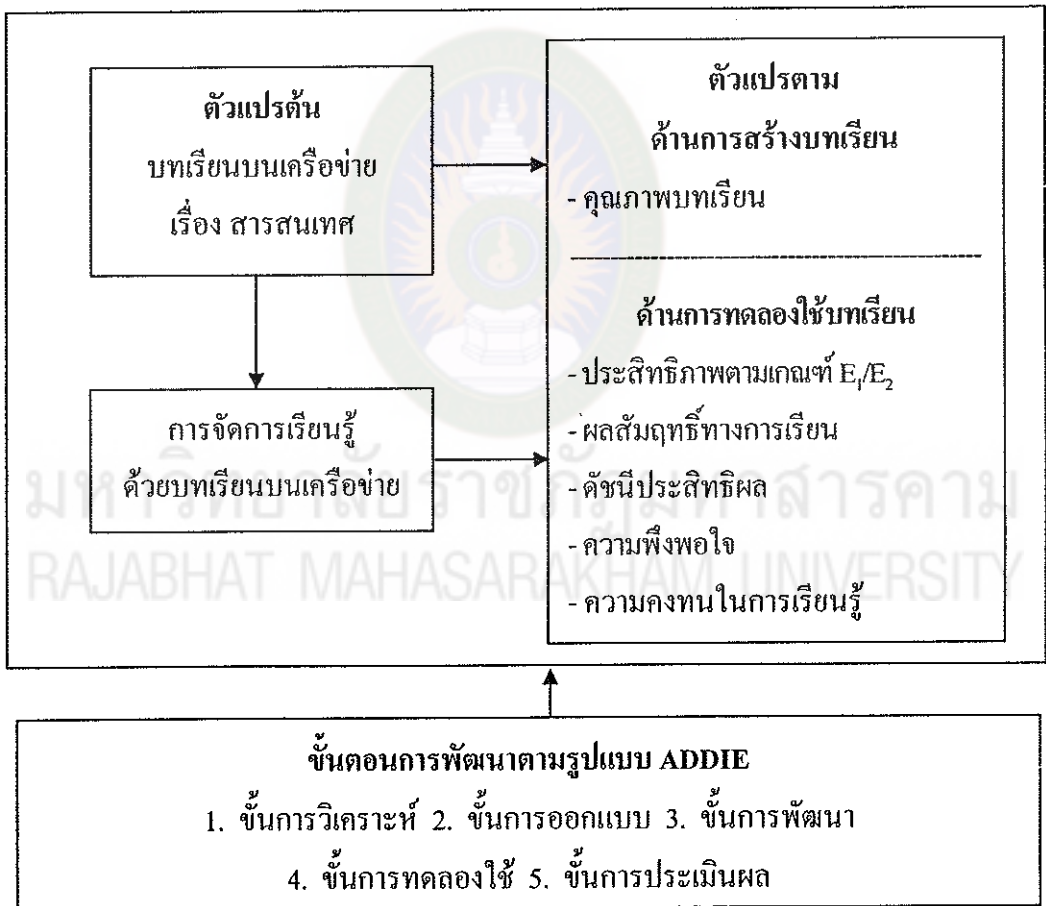 ตัวแปรต้น
บทเรียนบนเครือข่าย
เรื่อง สารสนเทศ
การจัดการเรียนรู้
ด้วยบทเรียนบนเครือข่าย
ตัวแปรตาม
ด้านการสร้างบทเรียน
- คุณภาพบทเรียน
ด้านการทดลองใช้บทเรียน
- ประสิทธิภาพตามเกณฑ์ E₁/E₂
- ผลสัมฤทธิ์ทางการเรียน
- ดัชนีประสิทธิผล
- ความพึงพอใจ
- ความคงทนในการเรียนรู้
มหาวิทยาลัยราชภัฏมหาสารคาม
RAJABHAT MAHASARAKHAM UNIVERSITY
ขั้นตอนการพัฒนาตามรูปแบบ ADDIE
1. ขั้นการวิเคราะห์ 2. ขั้นการออกแบบ 3. ขั้นการพัฒนา
4. ขั้นการทดลองใช้ 5. ขั้นการประเมินผล